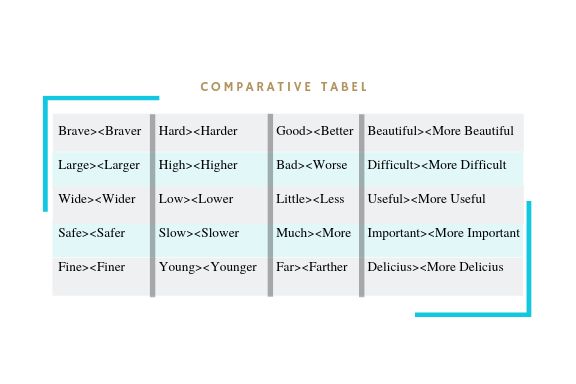 COMPARATIVE TABEL
Brave><Braver Hard><Harder Good><Better Beautiful><More Beautiful
Large><Larger High><Higher Bad><Worse Difficult><More Difficult
Wide><Wider Low><Lower Little><Less Useful><More Useful
Safe><Safer Slow><Slower Much><More Important><More Important
Fine><Finer Young><Younger Far><Farther Delicius><More Delicius